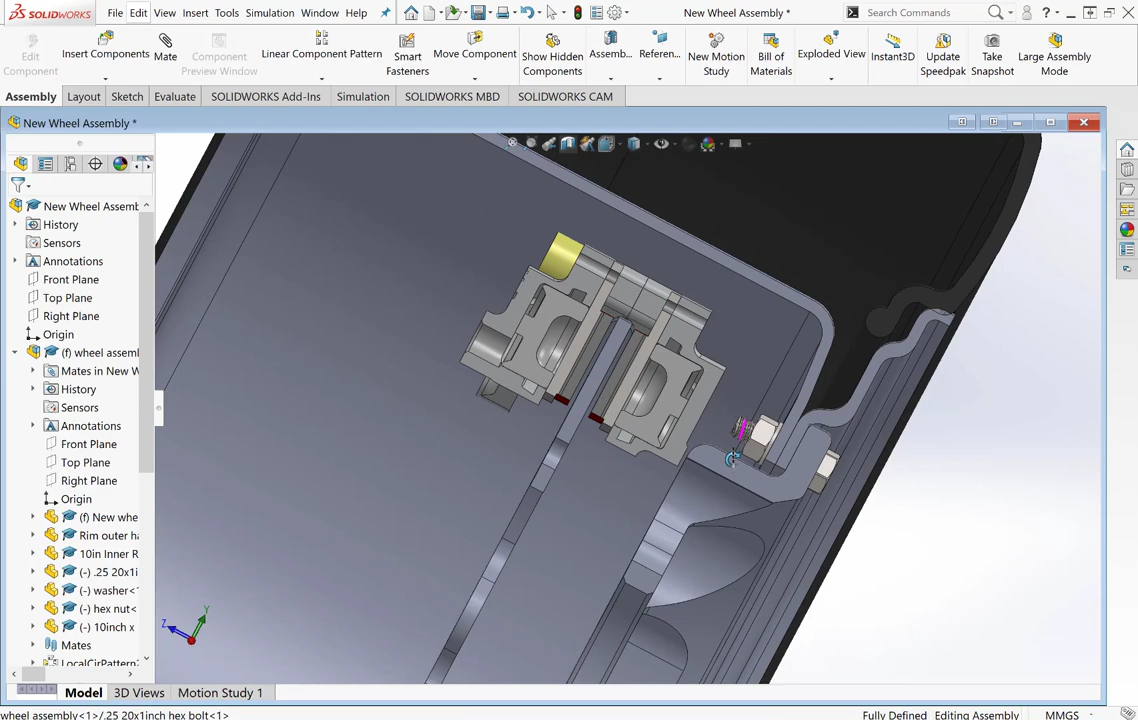 SOLIDWORKS File Edit View Insert Tools Simulation Window Help New Wheel Assembly * Search Commands
Edit Component
Insert Components
Mate
Component Preview Window
Linear Component Pattern
Smart Fasteners
Move Component
Show Hidden Components
Assemb...
Referen...
New Motion Study
Bill of Materials
Exploded View
Instant3D
Update Speedpak
Take Snapshot
Large Assembly Mode
Assembly Layout Sketch Evaluate SOLIDWORKS Add-Ins Simulation SOLIDWORKS MBD SOLIDWORKS CAM
New Wheel Assembly *
New Wheel Assemb
History
Sensors
Annotations
Front Plane
Top Plane
Right Plane
Origin
(f) wheel assembl
Mates in New W
History
Sensors
Annotations
Front Plane
Top Plane
Right Plane
Origin
(f) New whe
Rim outer ha
10in Inner R
(-) .25 20x1i
(-) washer<
(-) hex nut<
(-) 10inch x
Mates
LocalCirPattern2
Z Y
Model 3D Views Motion Study 1
wheel assembly<1>/.25 20x1inch hex bolt<1> Fully Defined Editing Assembly MMGS